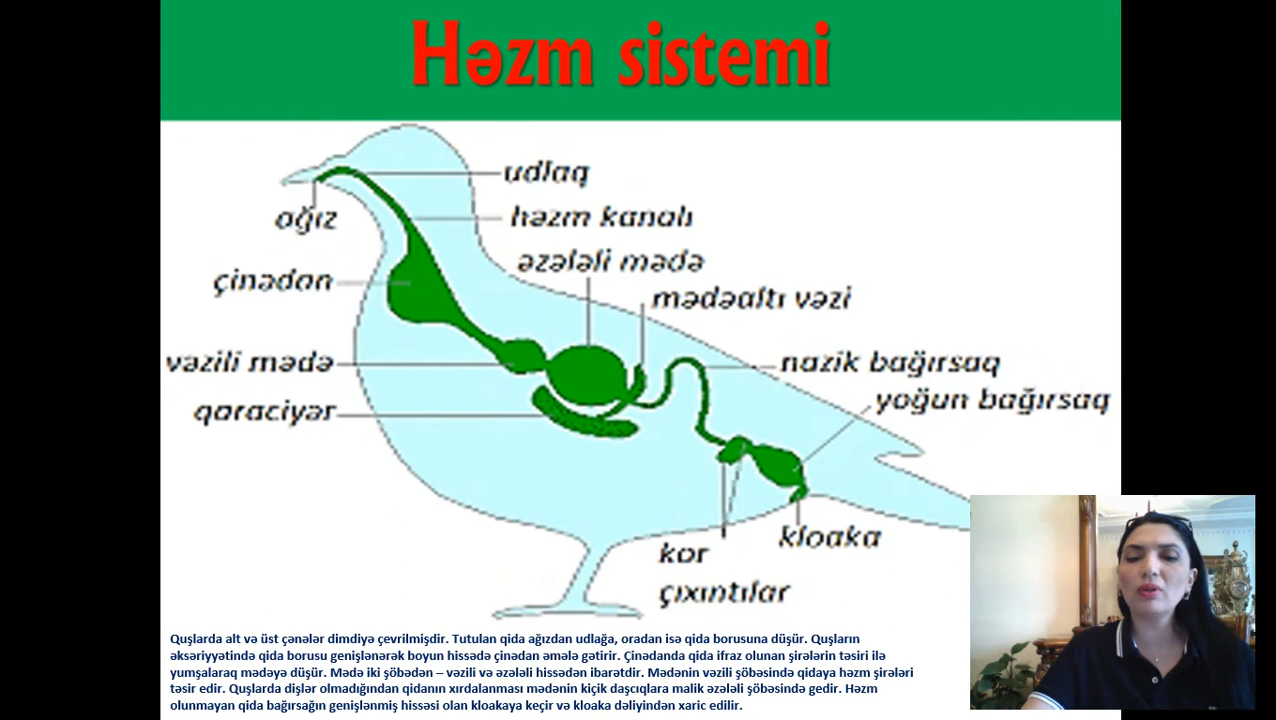 Həzm sistemi
udlaq
ağız
həzm kanalı
əzələli mədə
çinədan
mədəaltı vəzi
vəzili mədə
nazik bağırsaq
yoğun bağırsaq
qaraciyər
kloaka
kor
çıxıntılar
Quşlarda alt və üst çənələr dimdiyə çevrilmişdir. Tutulan qida ağızdan udlağa, oradan isə qida borusuna düşür. Quşların
əksəriyyətində qida borusu genişlənərək boyun hissədə çinədan əmələ gətirir. Çinədanda qida ifraz olunan şirələrin təsiri ilə
yumşalaraq mədəyə düşür. Mədə iki şöbədən – vəzili və əzələli hissədən ibarətdir. Mədənin vəzili şöbəsində qidaya həzm şirələri
təsir edir. Quşlarda dişlər olmadığından qidanın xırdalanması mədənin kiçik daşcıqlara malik əzələli şöbəsində gedir. Həzm
olunmayan qida bağırsağın genişlənmiş hissəsi olan kloakaya keçir və kloaka dəliyindən xaric edilir.